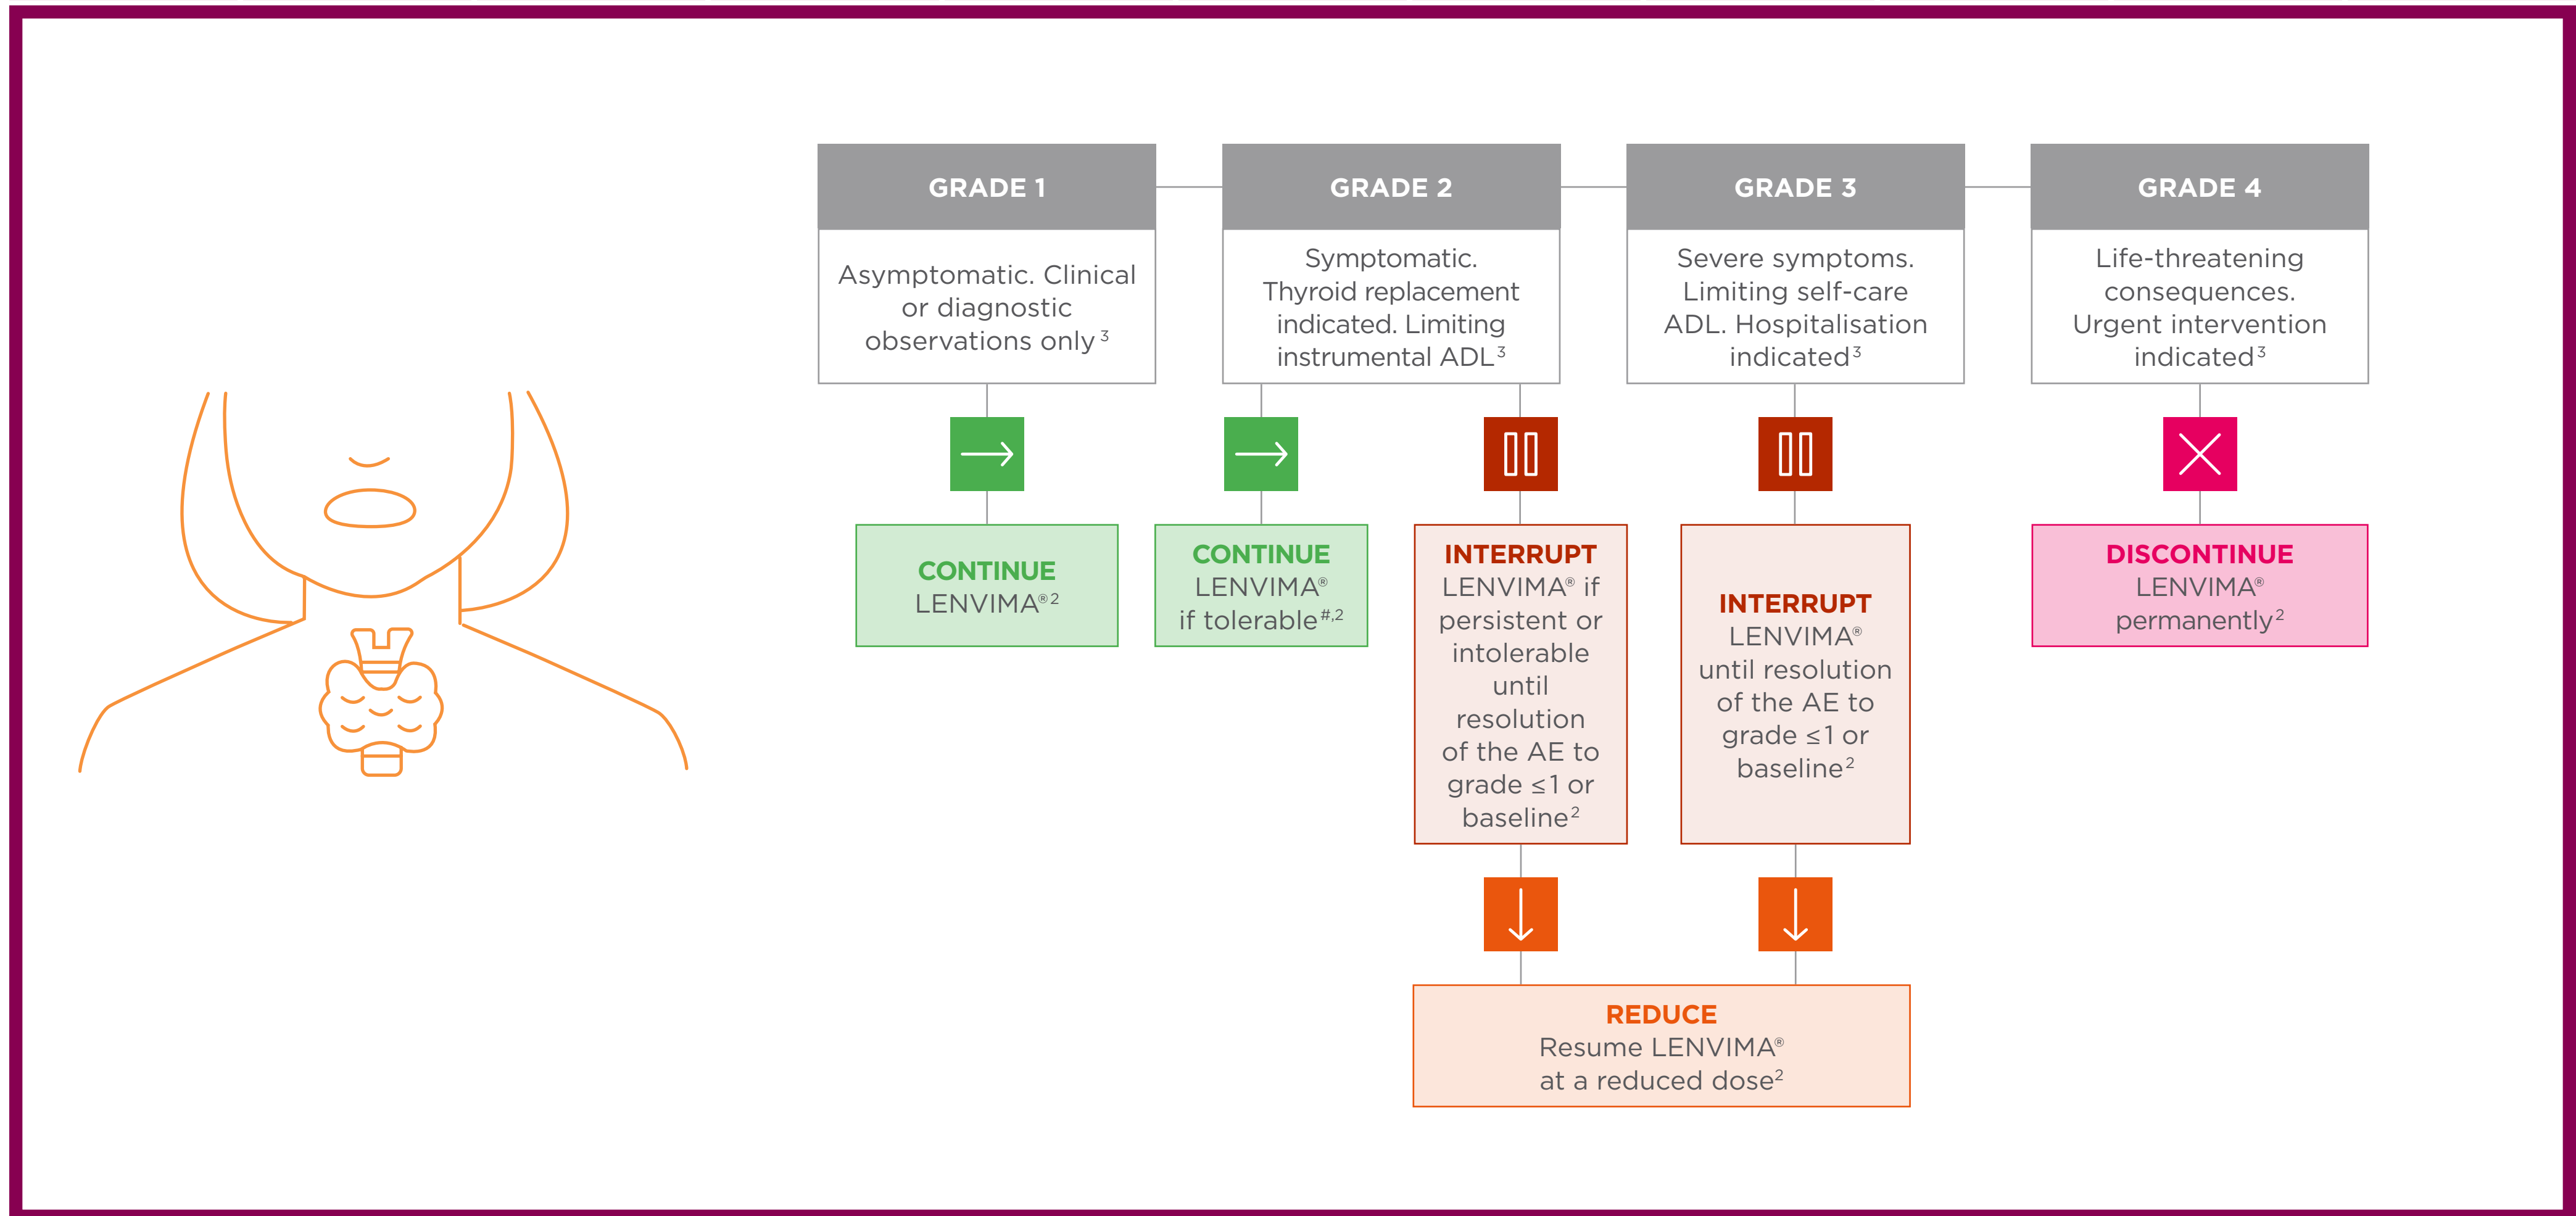 GRADE 1
Asymptomatic. Clinical
or diagnostic
observations only³
GRADE 2
Symptomatic.
Thyroid replacement
indicated. Limiting
instrumental ADL³
GRADE 3
Severe symptoms.
Limiting self-care
ADL. Hospitalisation
indicated³
GRADE 4
Life-threatening
consequences.
Urgent intervention
indicated³
CONTINUE
LENVIMA®²
CONTINUE
LENVIMA®
if tolerable#,²
INTERRUPT
LENVIMA® if
persistent or
intolerable
until
resolution
of the AE to
grade ≤1 or
baseline²
INTERRUPT
LENVIMA®
until resolution
of the AE to
grade ≤1 or
baseline²
DISCONTINUE
LENVIMA®
permanently²
REDUCE
Resume LENVIMA®
at a reduced dose²